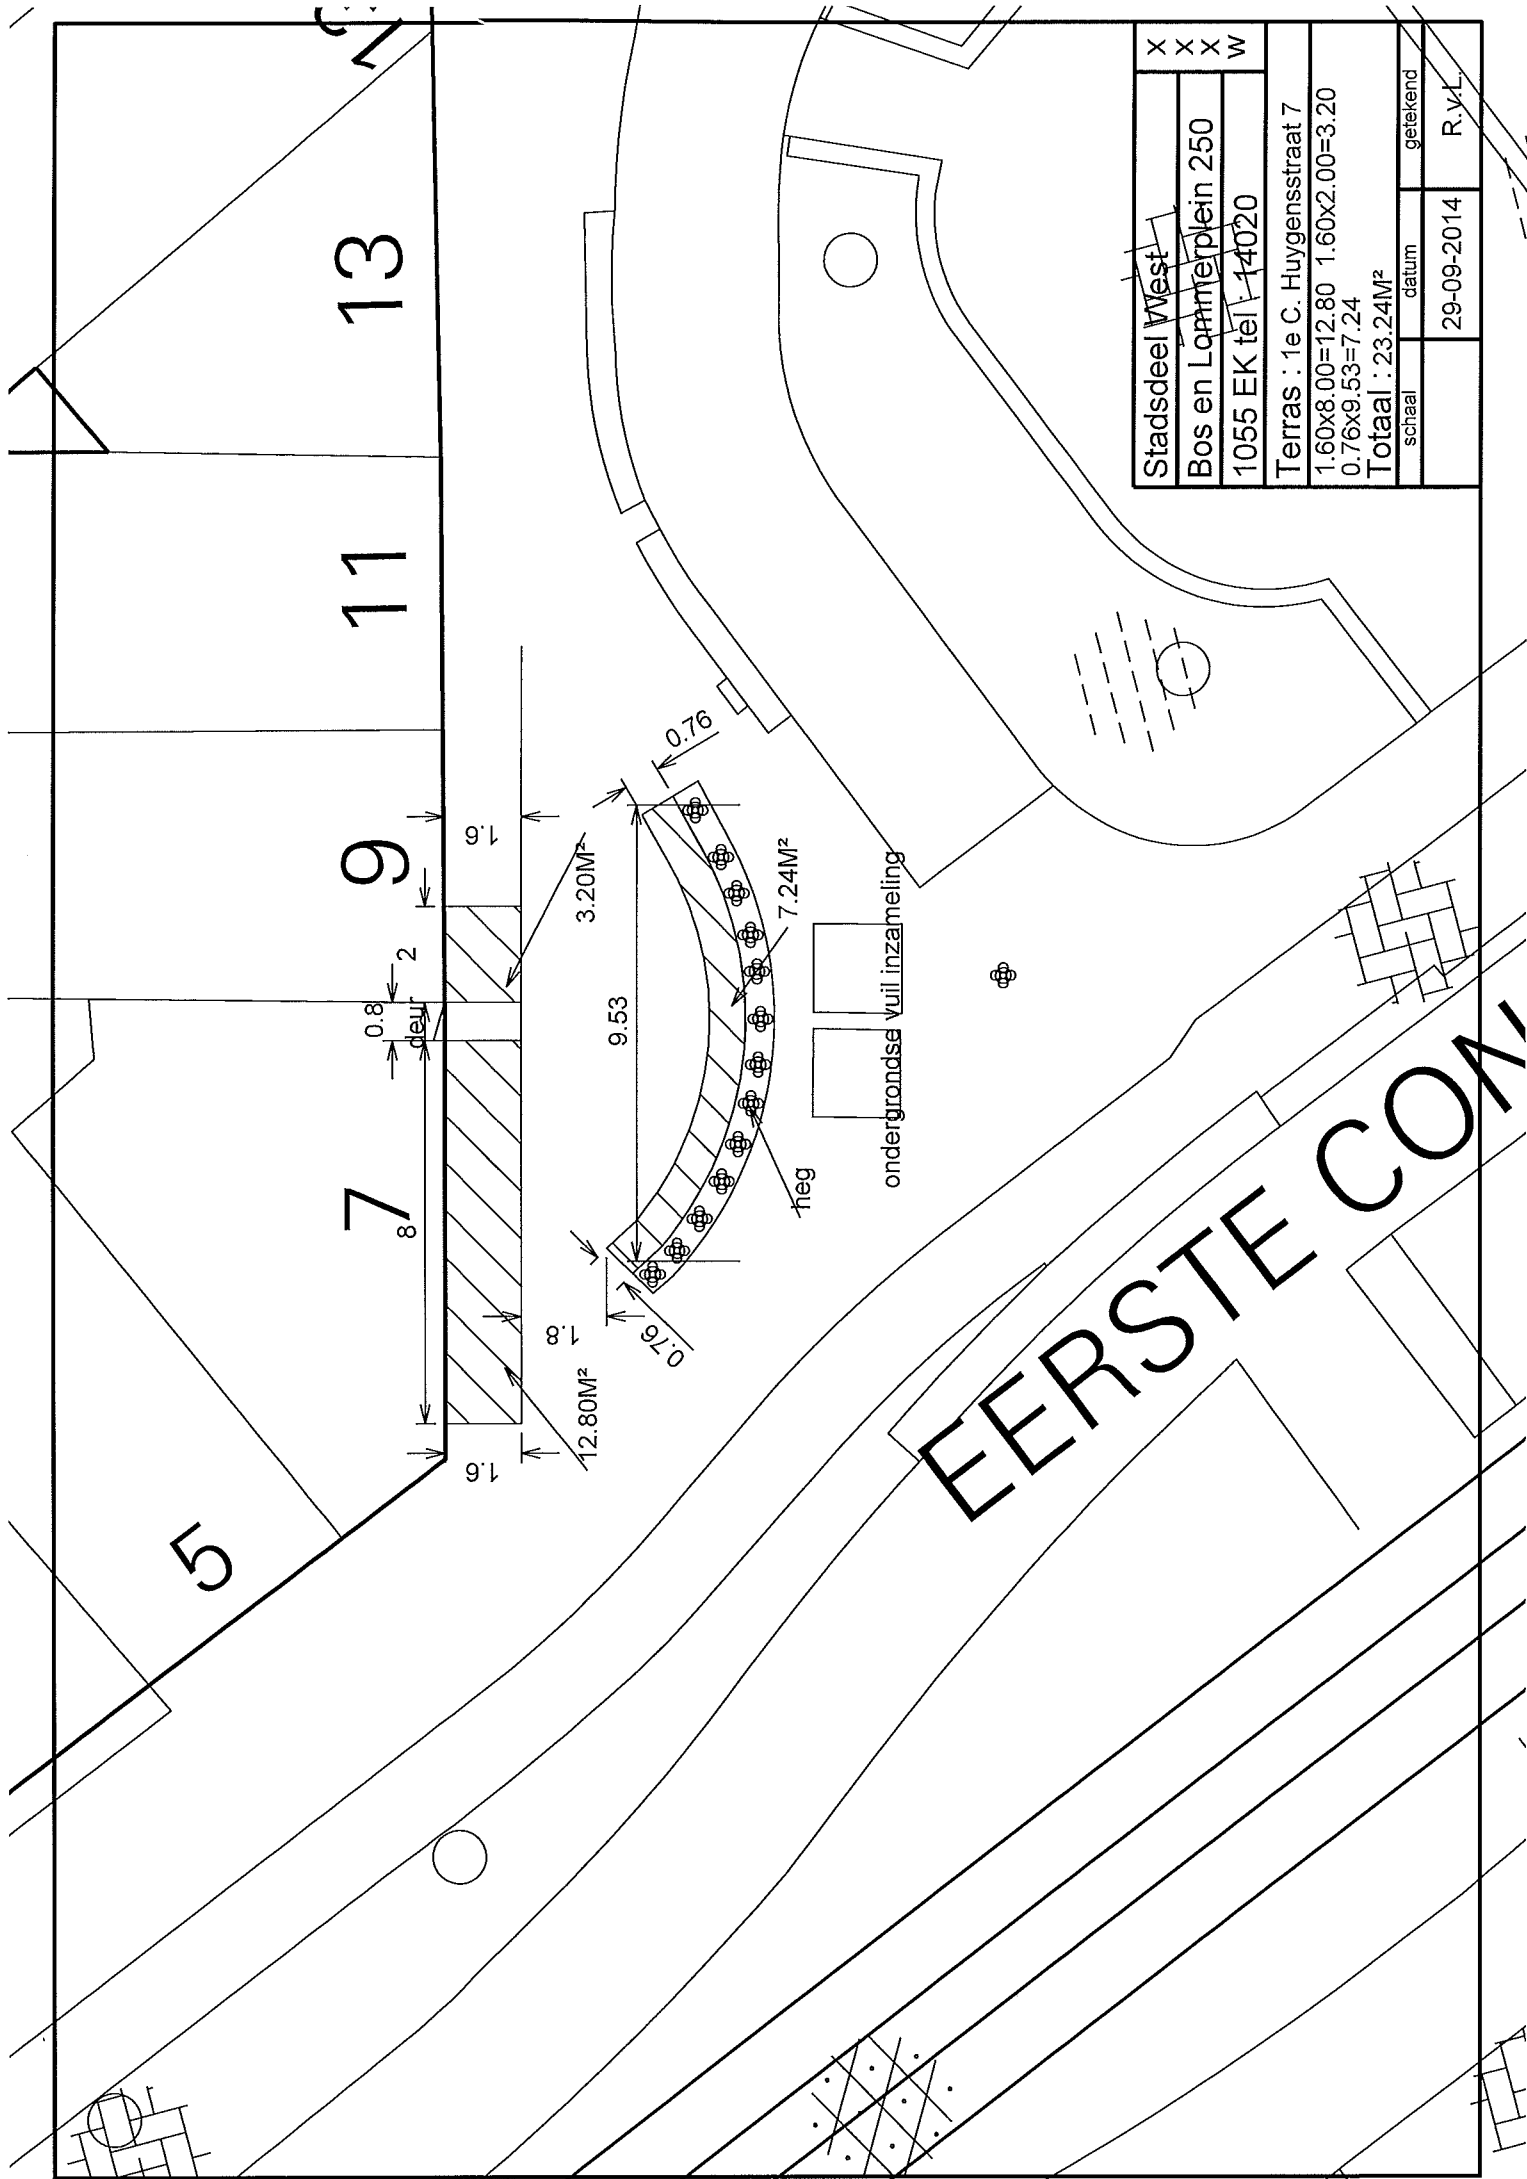 13
11
9
7
5
0.8
deur
2
8
1.6
1.6
1.8
0.76
0.76
9.53
3.20M²
12.80M²
7.24M²
heg
ondergrondse vuil inzameling
EERSTE CON
Stadsdeel West
Bos en Lommerplein 250
1055 EK tel : 14020
X
X
X
W
Terras : 1e C. Huygensstraat 7
1.60x8.00=12.80 1.60x2.00=3.20
0.76x9.53=7.24
Totaal : 23.24M²
schaal datum getekend
29-09-2014 R.v.L.